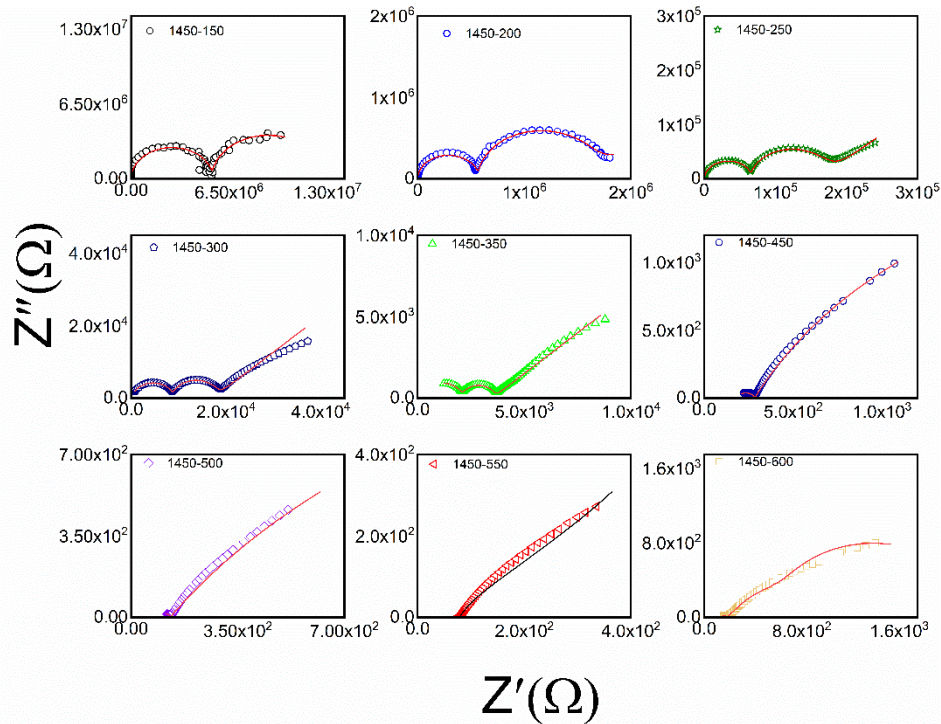 1.30x10⁷
1450-150
6.50x10⁶
0.00
0.00
6.50x10⁶
1.30x10⁷
2x10⁶
1450-200
1x10⁶
0
0
1x10⁶
2x10⁶
3x10⁵
1450-250
2x10⁵
1x10⁵
0
0
1x10⁵
2x10⁵
3x10⁵
4.0x10⁴
1450-300
2.0x10⁴
0.0
0.0
2.0x10⁴
4.0x10⁴
1.0x10⁴
1450-350
5.0x10³
0.0
0.0
5.0x10³
1.0x10⁴
1450-450
1.0x10³
5.0x10²
0.0
0.0
5.0x10²
1.0x10³
7.00x10²
1450-500
3.50x10²
0.00
0.00
3.50x10²
7.00x10²
4.0x10²
1450-550
2.0x10²
0.0
0.0
2.0x10²
4.0x10²
1.6x10³
1450-600
8.0x10²
0.0
0.0
8.0x10²
1.6x10³
Z''(Ω)
Z'(Ω)